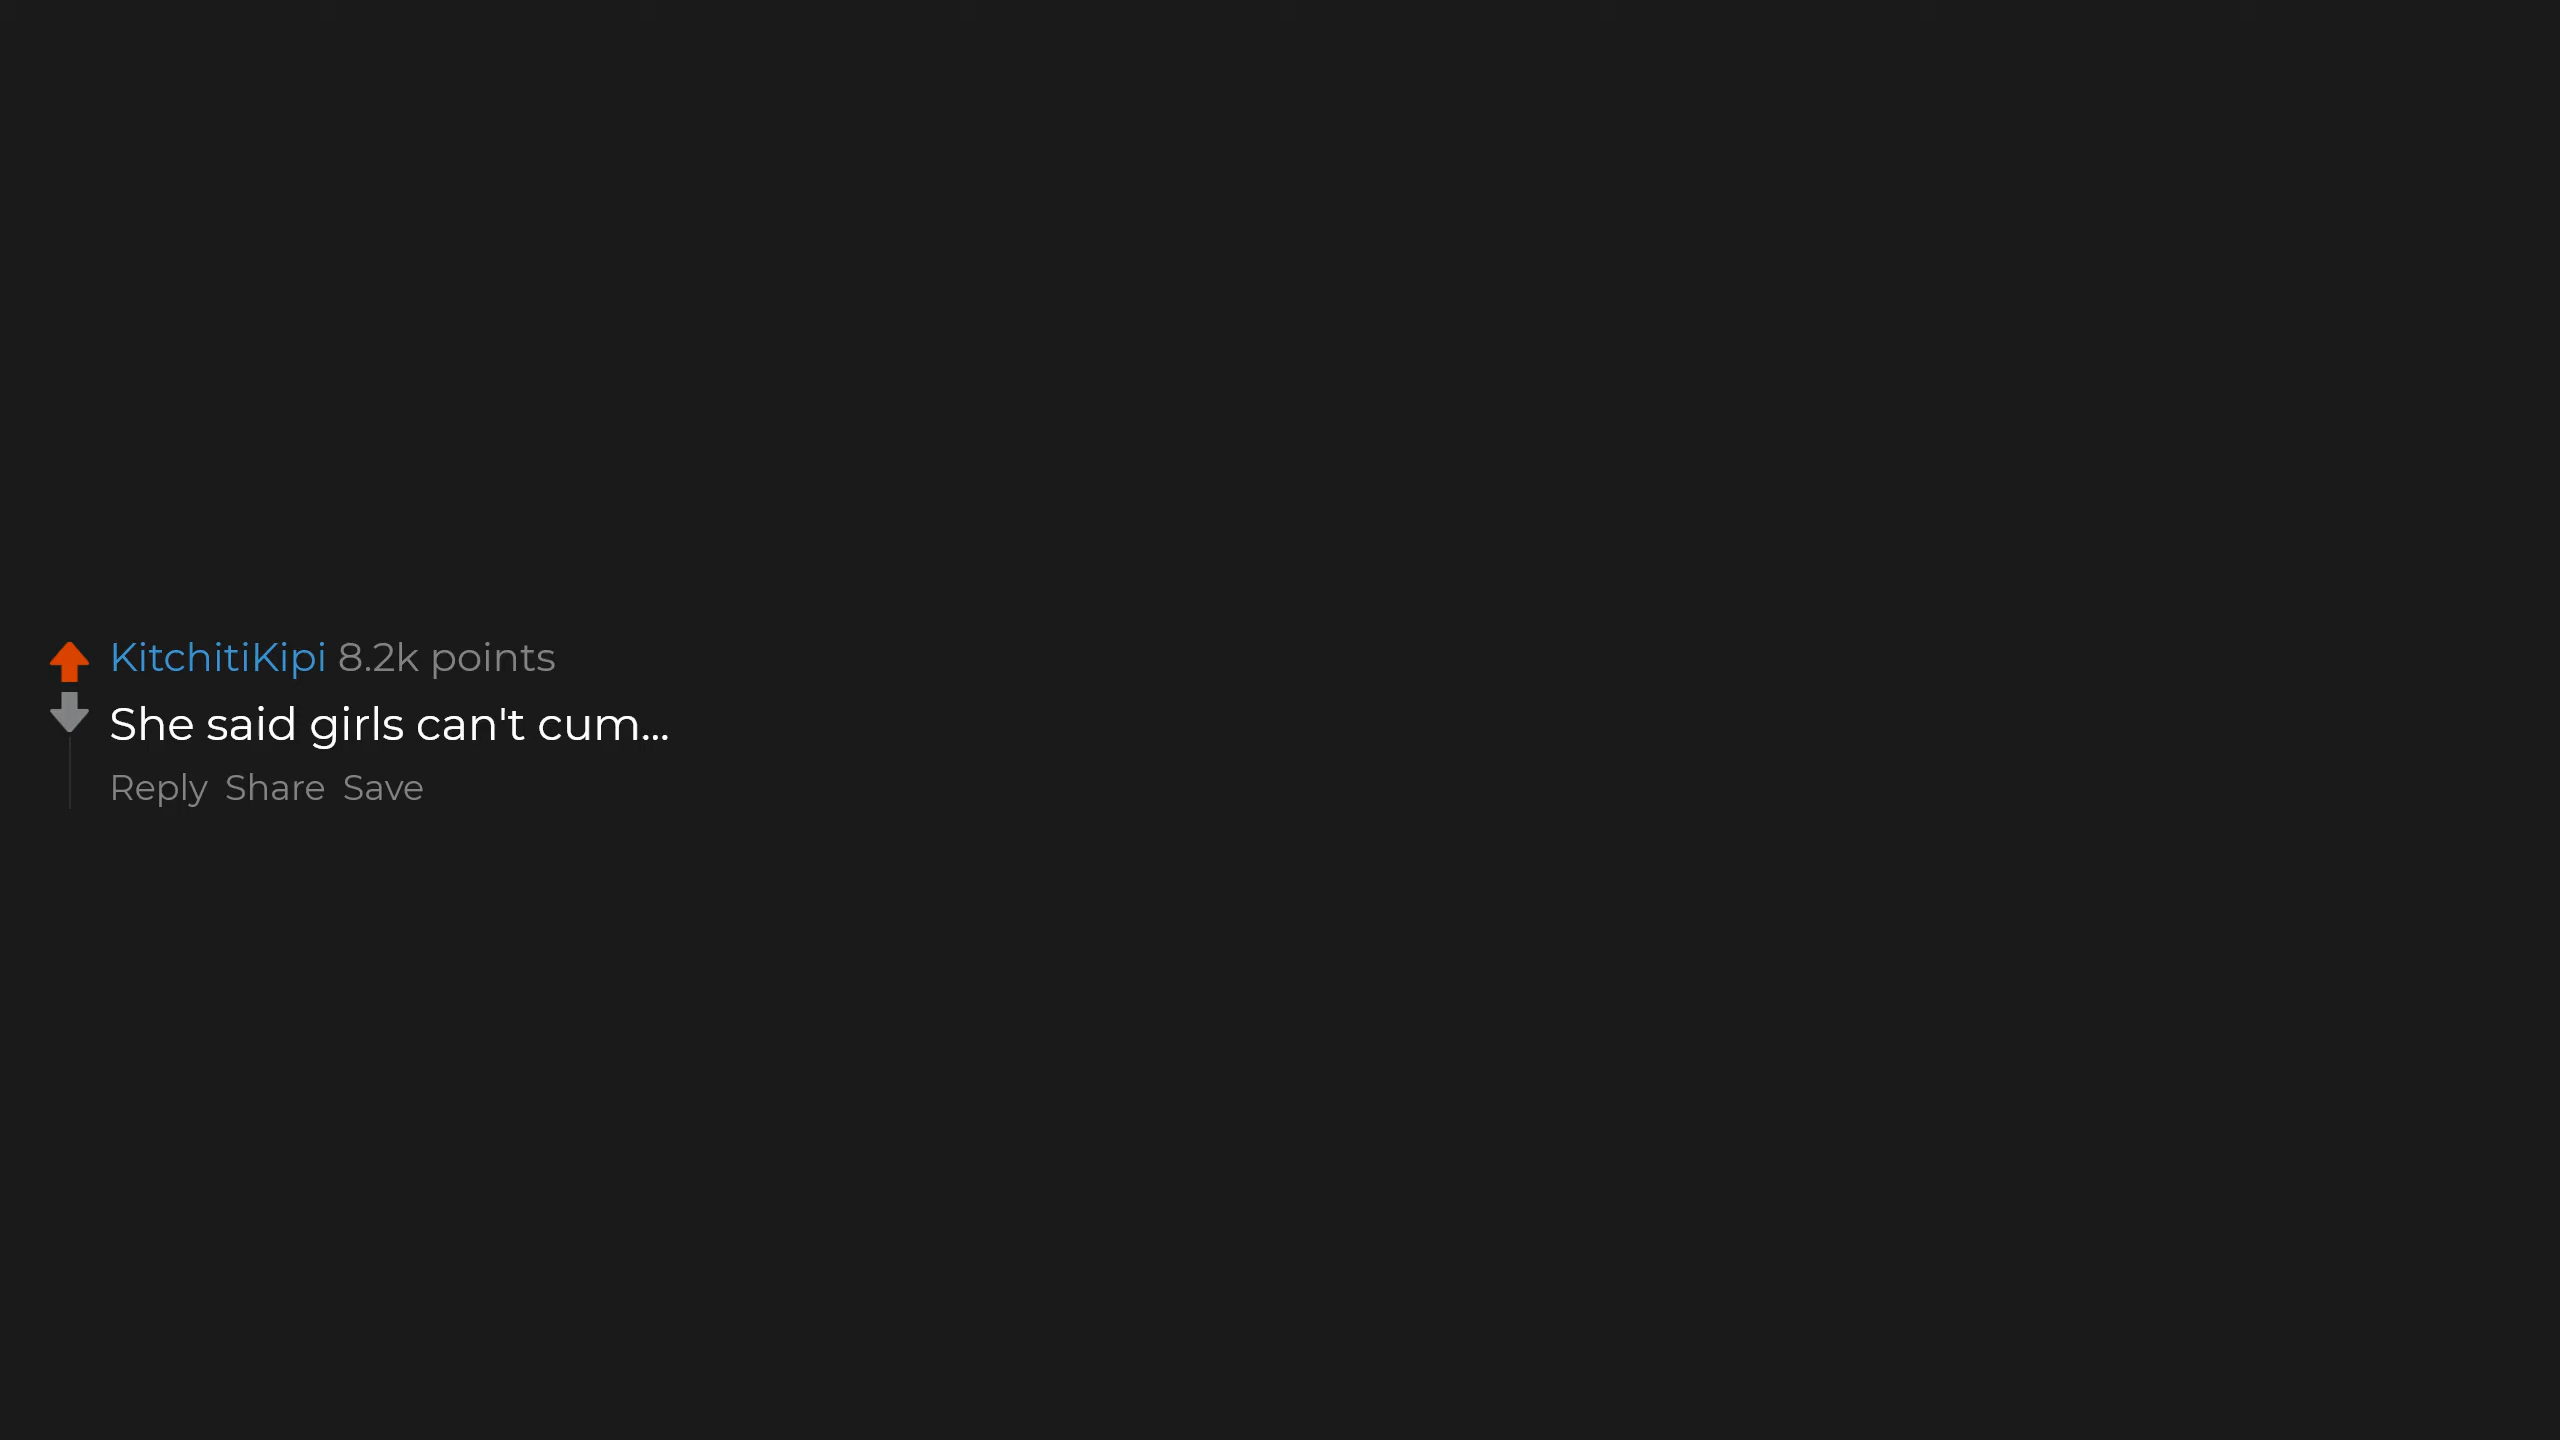 KitchitiKipi 8.2k points
She said girls can't cum...
Reply Share Save